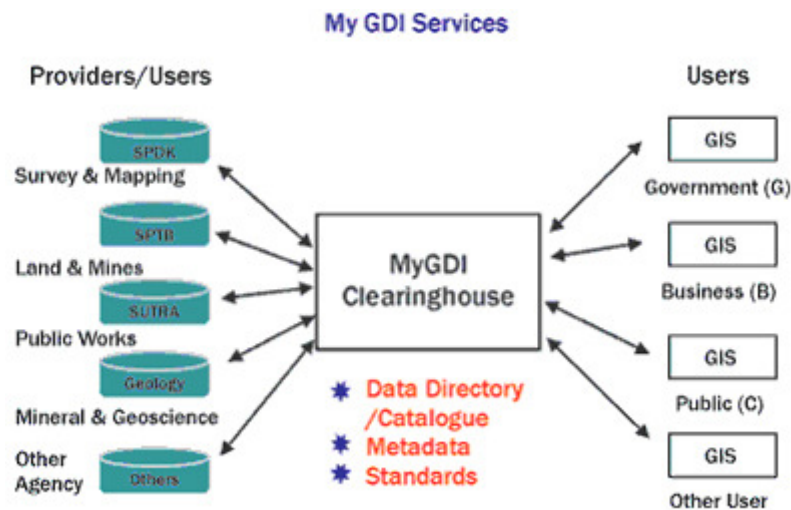 My GDI Services
Providers/Users
SPDK
Survey & Mapping
SPTB
Land & Mines
SUTRA
Public Works
Geology
Mineral & Geoscience
Other
Agency
Others
MyGDI
Clearinghouse
Data Directory
/Catalogue
Metadata
Standards
Users
GIS
Government (G)
GIS
Business (B)
GIS
Public (C)
GIS
Other User